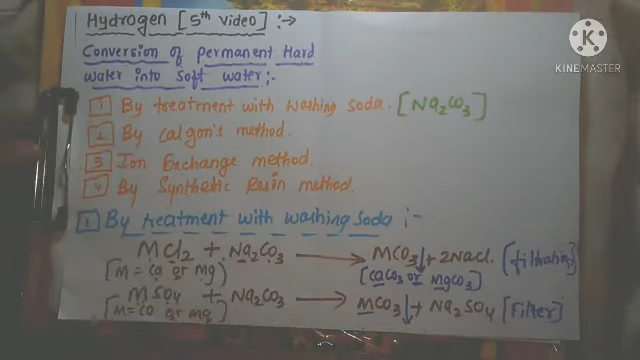 Hydrogen [5th Video] :→
Conversion of permanent Hard
water into Soft water:-
1 By treatment with washing soda. [Na2CO3]
2 By calgon's method.
3 Ion Exchange method.
4 By Synthetic Resin method.
1 By treatment with washing soda :-
MCl2 + Na2CO3 → MCO3↓ + 2NaCl. [filtration]
[M = Ca or Mg] [CaCO3 or MgCO3]
MSO4 + Na2CO3 → MCO3↓ + Na2SO4 [Filter]
[M = Ca or Mg]
K
KINEMASTER